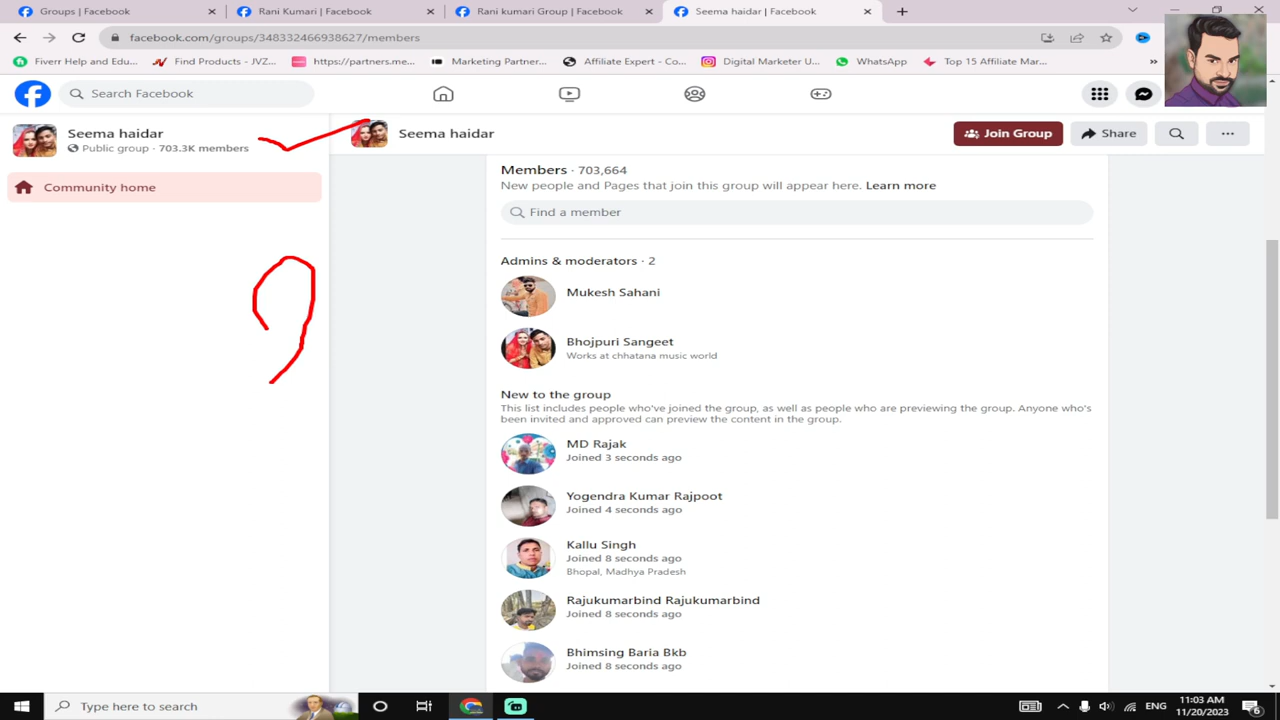 Groups | Facebook
Rani Kumari | Facebook
Rani kumari Group | Facebook
Seema haidar | Facebook
facebook.com/groups/348332466938627/members
Fiverr Help and Edu...
Find Products - JVZ...
https://partners.me...
Marketing Partner...
Affiliate Expert - Co...
Digital Marketer U...
WhatsApp
Top 15 Affiliate Mar...
Search Facebook
Seema haidar
Public group · 703.3K members
Community home
Seema haidar
Join Group
Share
Members · 703,664
New people and Pages that join this group will appear here. Learn more
Find a member
Admins & moderators · 2
Mukesh Sahani
Bhojpuri Sangeet
Works at chhatana music world
New to the group
This list includes people who've joined the group, as well as people who are previewing the group. Anyone who's
been invited and approved can preview the content in the group.
MD Rajak
Joined 3 seconds ago
Yogendra Kumar Rajpoot
Joined 4 seconds ago
Kallu Singh
Joined 8 seconds ago
Bhopal, Madhya Pradesh
Rajukumarbind Rajukumarbind
Joined 8 seconds ago
Bhimsing Baria Bkb
Joined 8 seconds ago
Type here to search
ENG
11:03 AM
11/20/2023
6